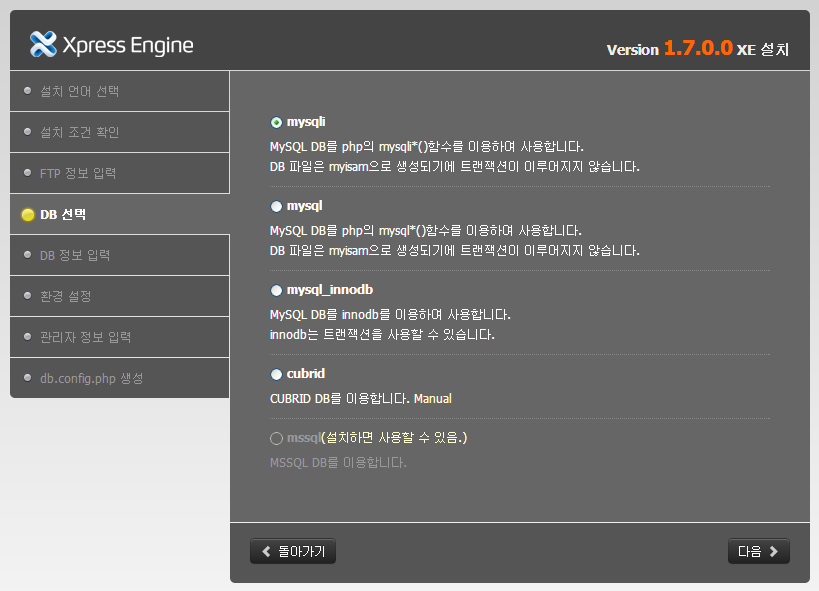 Xpress Engine
Version 1.7.0.0 XE 설치
설치 언어 선택
설치 조건 확인
FTP 정보 입력
DB 선택
DB 정보 입력
환경 설정
관리자 정보 입력
db.config.php 생성
mysqli
MySQL DB를 php의 mysqli*()함수를 이용하여 사용합니다.
DB 파일은 myisam으로 생성되기에 트랜잭션이 이루어지지 않습니다.
mysql
MySQL DB를 php의 mysql*()함수를 이용하여 사용합니다.
DB 파일은 myisam으로 생성되기에 트랜잭션이 이루어지지 않습니다.
mysql_innodb
MySQL DB를 innodb를 이용하여 사용합니다.
innodb는 트랜잭션을 사용할 수 있습니다.
cubrid
CUBRID DB를 이용합니다. Manual
mssql(설치하면 사용할 수 있음.)
MSSQL DB를 이용합니다.
돌아가기
다음